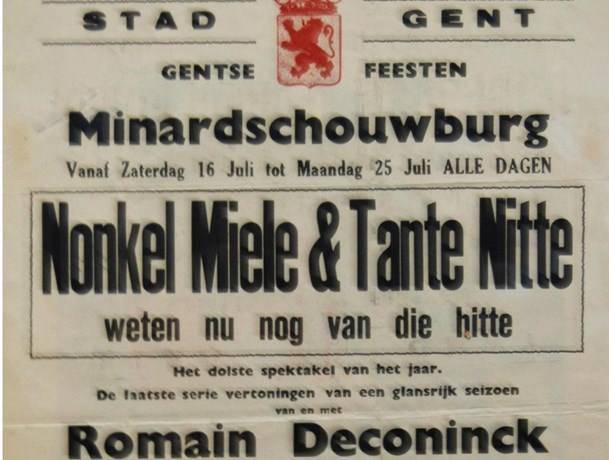 STAD GENT
GENTSE FEESTEN
Minardschouwburg
Vanaf Zaterdag 16 Juli tot Maandag 25 Juli ALLE DAGEN
Nonkel Miele & Tante Nitte
weten nu nog van die hitte
Het dolste spektakel van het jaar.
De laatste serie vertoningen van een glansrijk seizoen
van en met
Romain Deconinck